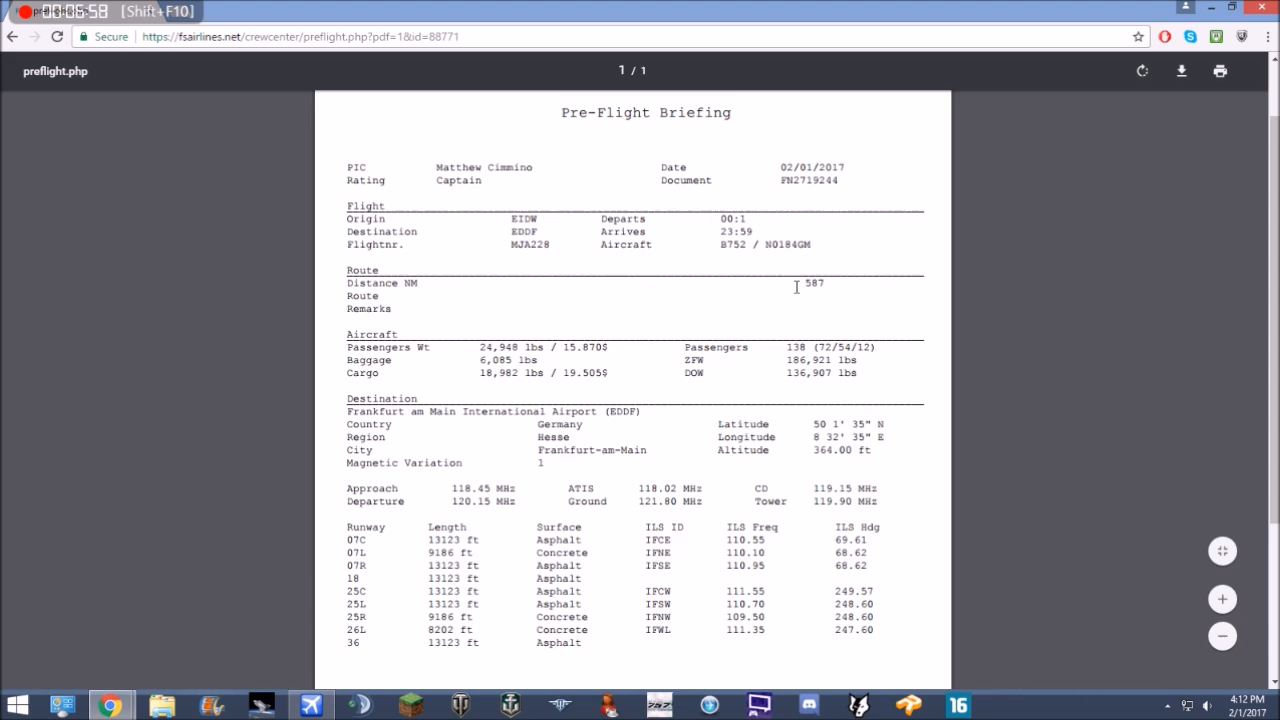 00:06:58 [Shift+F10]
Secure https://fsairlines.net/crewcenter/preflight.php?pdf=1&id=88771
preflight.php 1 / 1
Pre-Flight Briefing
PIC Matthew Cimmino Date 02/01/2017
Rating Captain Document FN2719244
Flight
Origin EIDW Departs 00:1
Destination EDDF Arrives 23:59
Flightnr. MJA228 Aircraft B752 / N0184GM
Route
Distance NM 587
Route
Remarks
Aircraft
Passengers Wt 24,948 lbs / 15.870$ Passengers 138 (72/54/12)
Baggage 6,085 lbs ZFW 186,921 lbs
Cargo 18,982 lbs / 19.505$ DOW 136,907 lbs
Destination
Frankfurt am Main International Airport (EDDF)
Country Germany Latitude 50 1' 35" N
Region Hesse Longitude 8 32' 35" E
City Frankfurt-am-Main Altitude 364.00 ft
Magnetic Variation 1
Approach 118.45 MHz ATIS 118.02 MHz CD 119.15 MHz
Departure 120.15 MHz Ground 121.80 MHz Tower 119.90 MHz
Runway Length Surface ILS ID ILS Freq ILS Hdg
07C 13123 ft Asphalt IFCE 110.55 69.61
07L 9186 ft Concrete IFNE 110.10 68.62
07R 13123 ft Asphalt IFSE 110.95 68.62
18 13123 ft Asphalt
25C 13123 ft Asphalt IFCW 111.55 249.57
25L 13123 ft Asphalt IFSW 110.70 248.60
25R 9186 ft Concrete IFNW 109.50 248.60
26L 8202 ft Concrete IFWL 111.35 247.60
36 13123 ft Asphalt
757
16
4:12 PM
2/1/2017